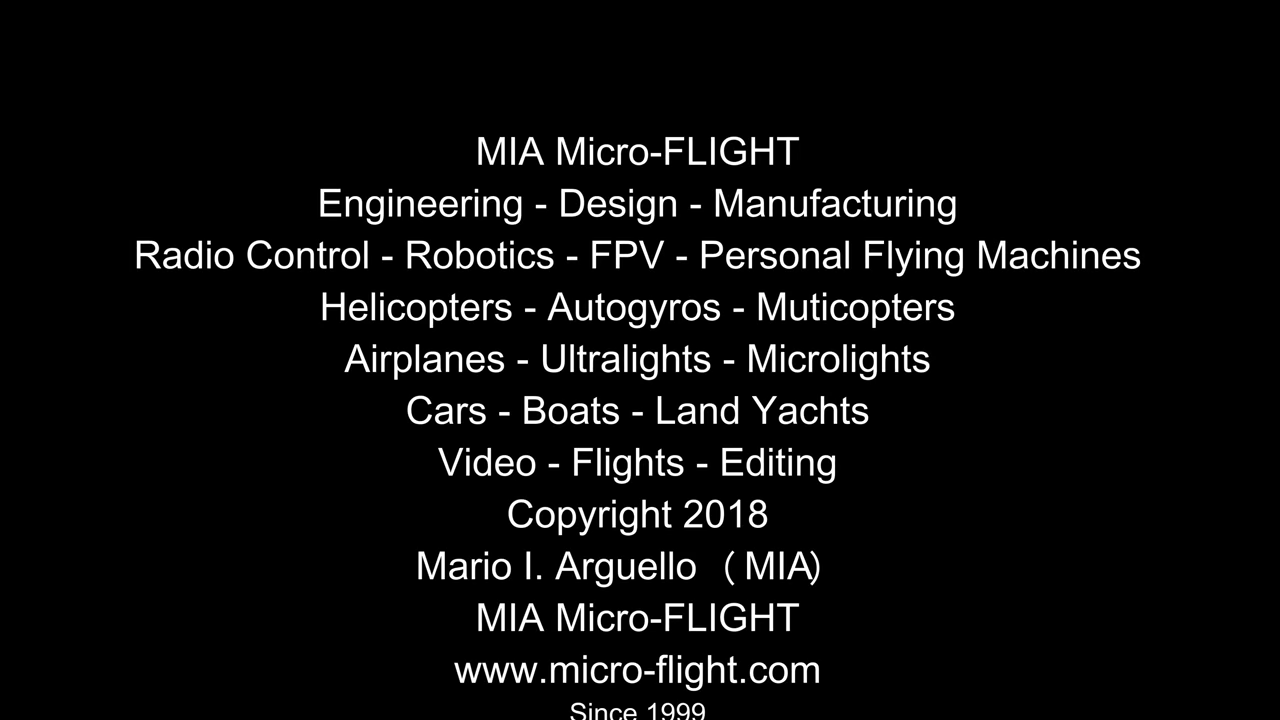 MIA Micro-FLIGHT
Engineering - Design - Manufacturing
Radio Control - Robotics - FPV - Personal Flying Machines
Helicopters - Autogyros - Muticopters
Airplanes - Ultralights - Microlights
Cars - Boats - Land Yachts
Video - Flights - Editing
Copyright 2018
Mario I. Arguello ( MIA)
MIA Micro-FLIGHT
www.micro-flight.com
Since 1999